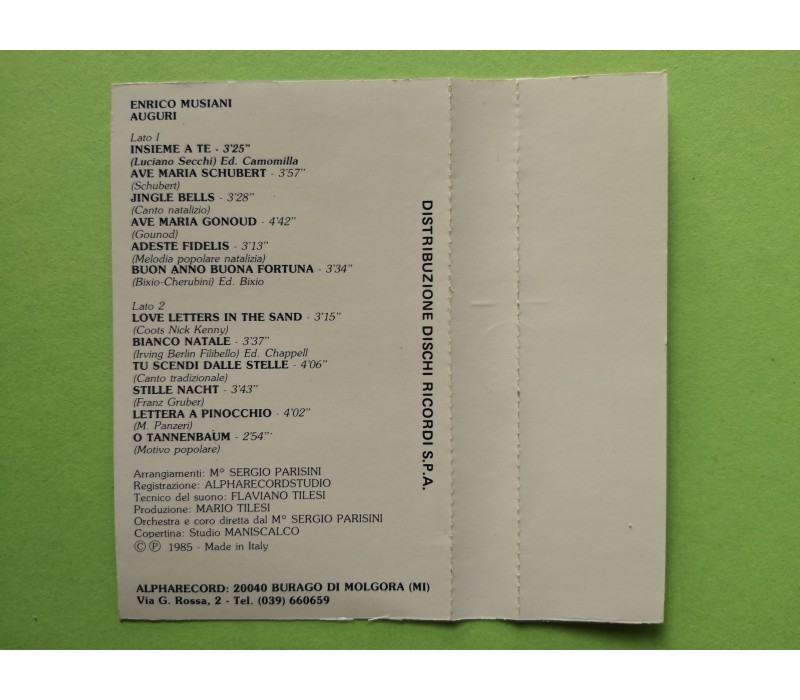 ENRICO MUSIANI
AUGURI
Lato 1
INSIEME A TE - 3'25"
(Luciano Secchi) Ed. Camomilla
AVE MARIA SCHUBERT - 3'57"
(Schubert)
JINGLE BELLS - 3'28"
(Canto natalizio)
AVE MARIA GONOUD - 4'42"
(Gounod)
ADESTE FIDELIS - 3'13"
(Melodia popolare natalizia)
BUON ANNO BUONA FORTUNA - 3'34"
(Bixio-Cherubini) Ed. Bixio
Lato 2
LOVE LETTERS IN THE SAND - 3'15"
(Coots Nick Kenny)
BIANCO NATALE - 3'37"
(Irving Berlin Filibello) Ed. Chappell
TU SCENDI DALLE STELLE - 4'06"
(Canto tradizionale)
STILLE NACHT - 3'43"
(Franz Gruber)
LETTERA A PINOCCHIO - 4'02"
(M. Panzeri)
O TANNENBAUM - 2'54"
(Motivo popolare)
Arrangiamenti: M° SERGIO PARISINI
Registrazione: ALPHARECORDSTUDIO
Tecnico del suono: FLAVIANO TILESI
Produzione: MARIO TILESI
Orchestra e coro diretta dal M° SERGIO PARISINI
Copertina: Studio MANISCALCO
© ℗ 1985 - Made in Italy
ALPHARECORD: 20040 BURAGO DI MOLGORA (MI)
Via G. Rossa, 2 - Tel. (039) 660659
DISTRIBUZIONE DISCHI RICORDI S.P.A.